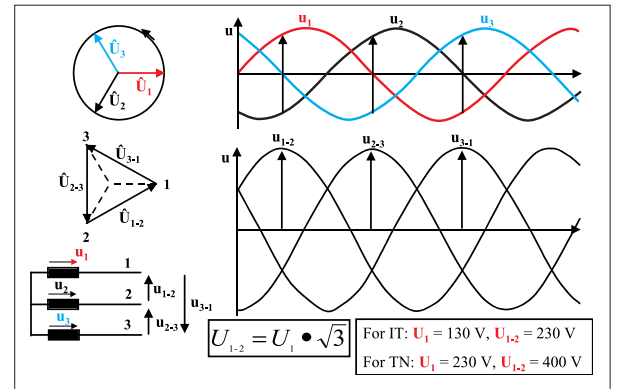 u
u₁
u₂
u₃
Û₃
Û₁
Û₂
3
Û₃₋₁
Û₂₋₃
1
Û₁₋₂
2
u
u₁₋₂
u₂₋₃
u₃₋₁
u₁
1
u₂
2
u₁₋₂
u₃₋₁
u₃
3
u₂₋₃
U₁₋₂ = U₁ • √3
For IT: U₁ = 130 V, U₁₋₂ = 230 V
For TN: U₁ = 230 V, U₁₋₂ = 400 V